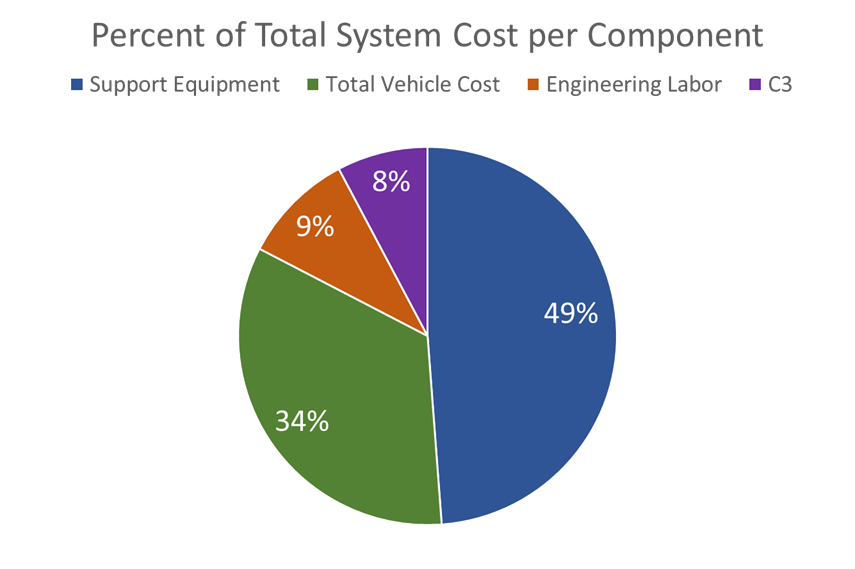 Percent of Total System Cost per Component
Support Equipment Total Vehicle Cost Engineering Labor C3
8%
9%
49%
34%